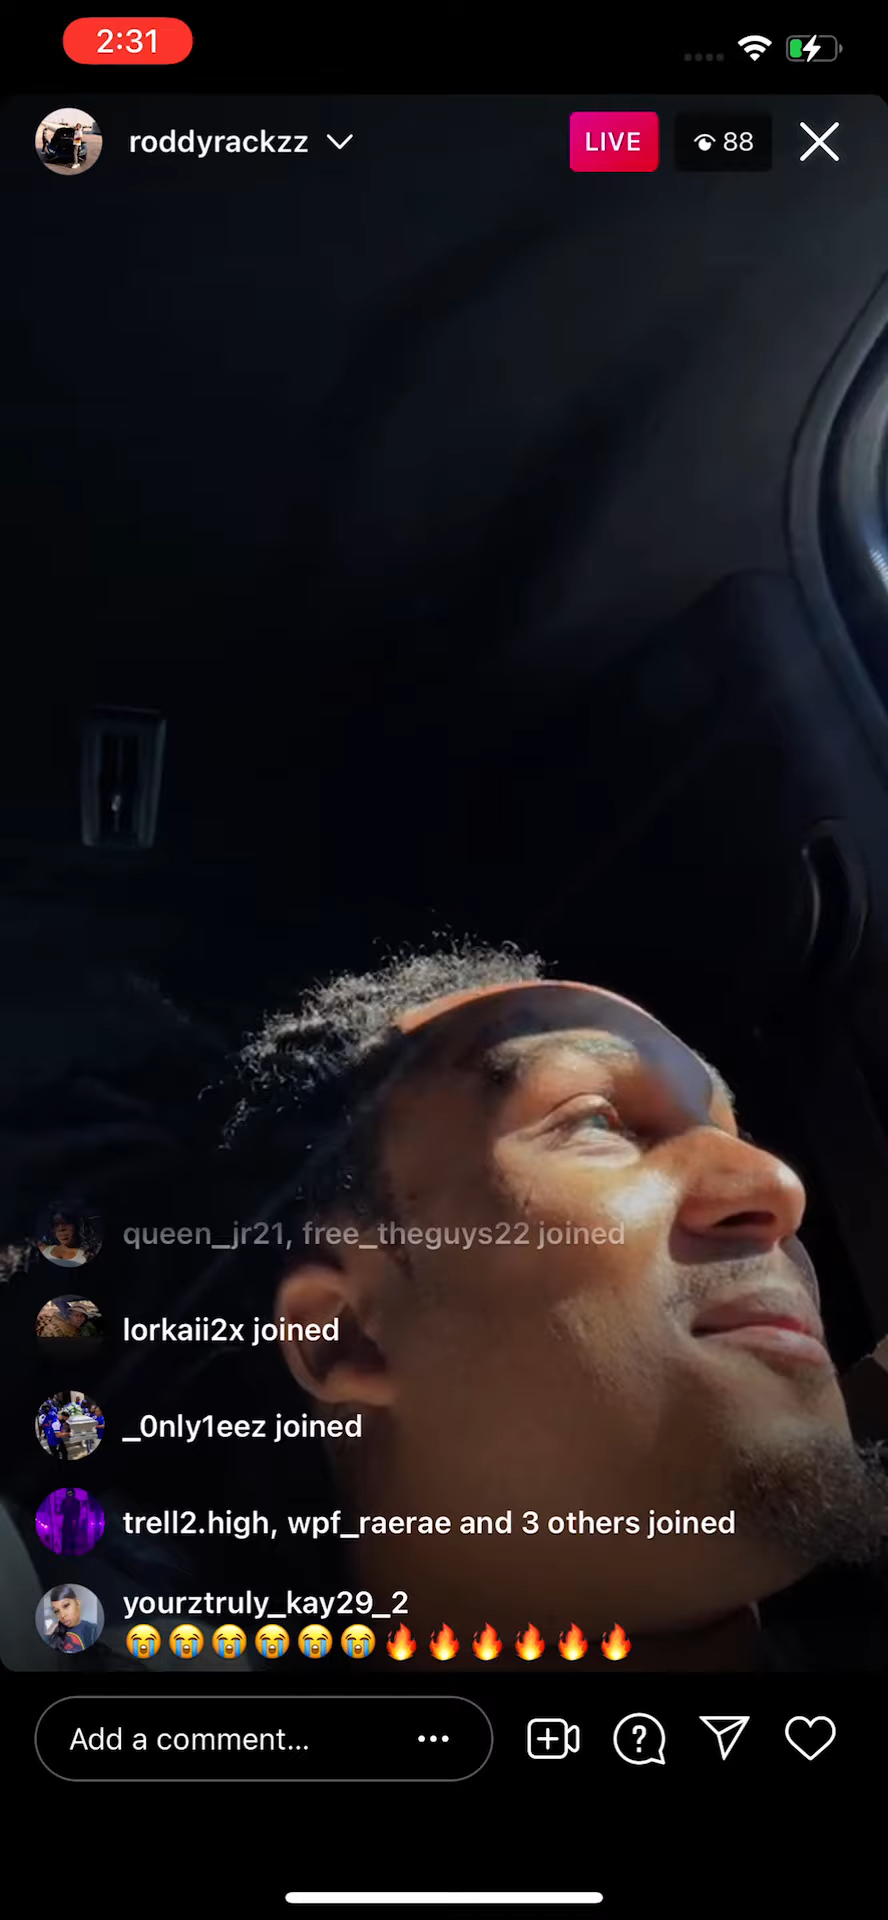 2:31
roddyrackzz
LIVE
88
queen_jr21, free_theguys22 joined
lorkaii2x joined
_0nly1eez joined
trell2.high, wpf_raerae and 3 others joined
yourztruly_kay29_2
😭😭😭😭😭😭🔥🔥🔥🔥🔥🔥
Add a comment...